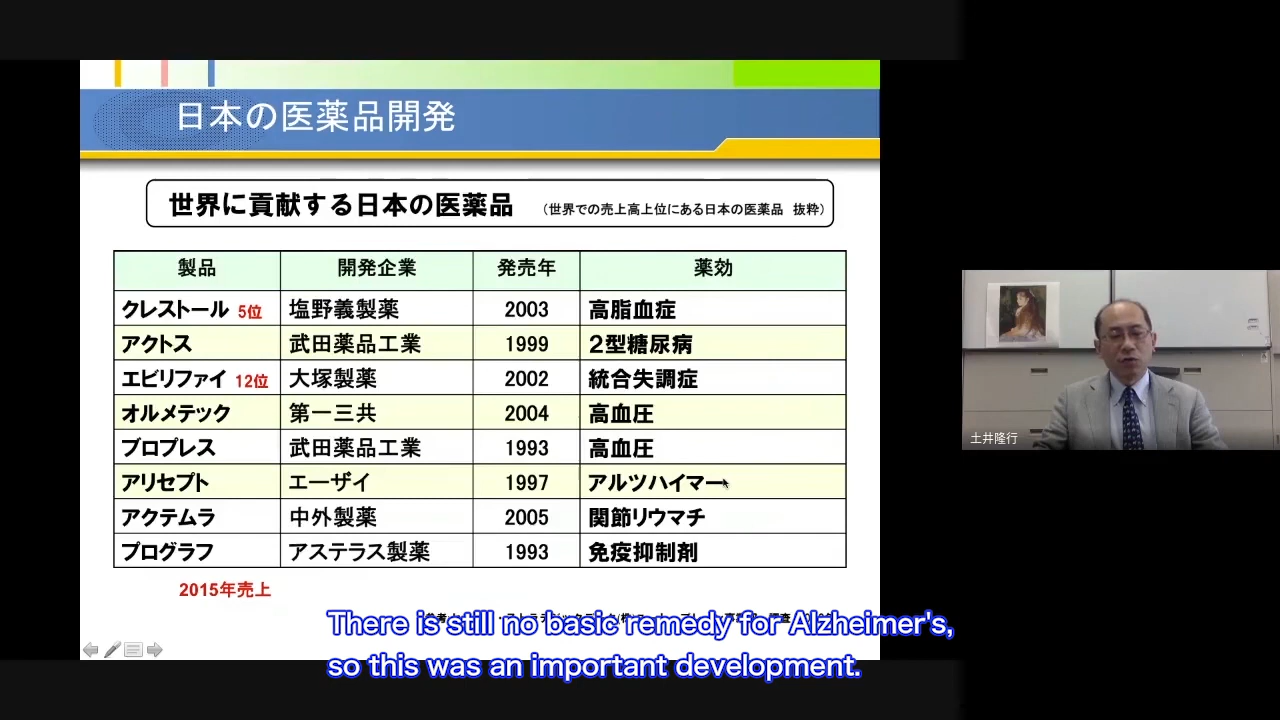 日本の医薬品開発
世界に貢献する日本の医薬品 (世界での売上高上位にある日本の医薬品 抜粋)
製品 開発企業 発売年 薬効
クレストール 5位 塩野義製薬 2003 高脂血症
アクトス 武田薬品工業 1999 2型糖尿病
エビリファイ 12位 大塚製薬 2002 統合失調症
オルメテック 第一三共 2004 高血圧
ブロプレス 武田薬品工業 1993 高血圧
アリセプト エーザイ 1997 アルツハイマー
アクテムラ 中外製薬 2005 関節リウマチ
プログラフ アステラス製薬 1993 免疫抑制剤
2015年売上
There is still no basic remedy for Alzheimer's,
so this was an important development.
土井隆行